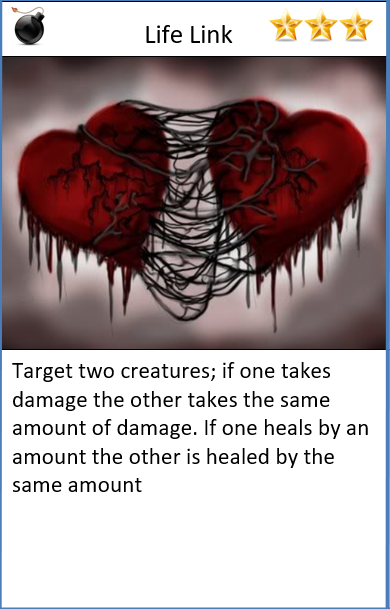 Life Link
Target two creatures; if one takes
damage the other takes the same
amount of damage. If one heals by an
amount the other is healed by the
same amount